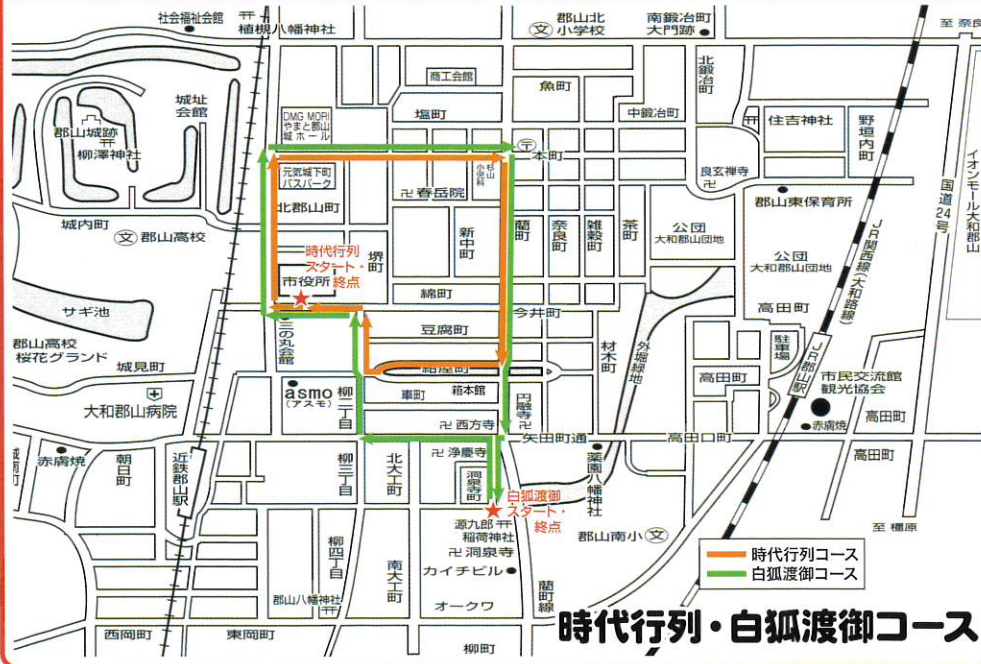 社会福祉会館
植槻八幡神社
郡山北
小学校
南鍛冶町
大門跡
至 奈良
城址
会館
商工会館
魚町
北鍛冶町
DMG MORI
やまと郡山
城ホール
塩町
中鍛冶町
住吉神社
野垣内町
郡山城跡
柳澤神社
本町
イオンモール大和郡山
元気城下町
バスパーク
杉山
小児科
春岳院
良玄禅寺
国道24号
北郡山町
郡山東保育所
城内町
文 郡山高校
新中町
藺町
奈良町
雑穀町
茶町
公団
大和郡山団地
JR関西線(大和路線)
時代行列
スタート・
終点
堺町
公団
大和郡山団地
市役所
綿町
高田町
サギ池
三の丸会館
豆腐町
今井町
郡山高校
桜花グランド
城見町
紺屋町
材木町
外堀緑地
駐車場
JR郡山駅
大和郡山病院
asmo
(アスモ)
柳二丁目
車町
箱本館
円融寺
高田町
市民交流館
観光協会
西方寺
赤膚焼
高田町
矢田町通
高田口町
赤膚焼
朝日町
近鉄郡山駅
柳三丁目
北大工町
浄慶寺
洞泉寺町
薬園八幡神社
高田町
白狐渡御
スタート・
終点
源九郎
稲荷神社
洞泉寺
郡山南小 文
至 橿原
柳四丁目
南大工町
カイチビル
時代行列コース
白狐渡御コース
郡山八幡神社
オークワ
藺町線
西岡町
東岡町
柳町
時代行列・白狐渡御コース